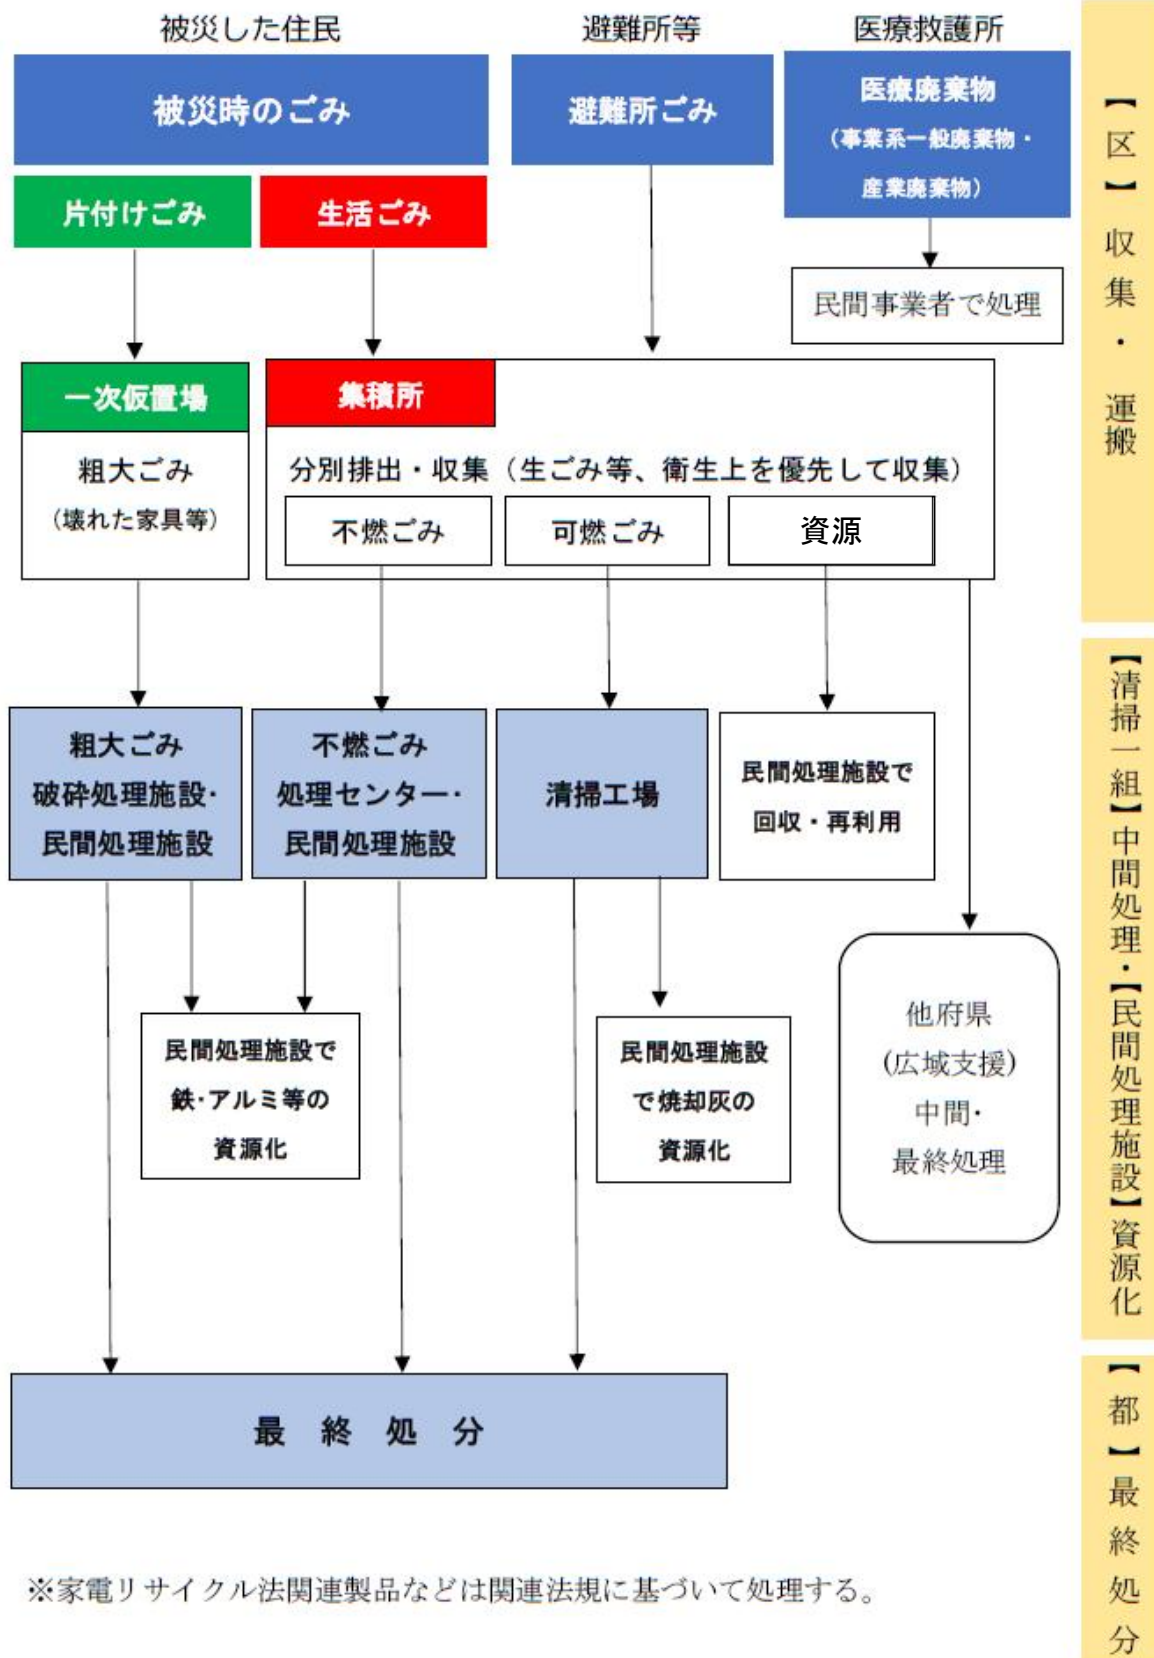 被災した住民
避難所等
医療救護所
被災時のごみ
避難所ごみ
医療廃棄物
（事業系一般廃棄物・
産業廃棄物）
片付けごみ
生活ごみ
民間事業者で処理
一次仮置場
粗大ごみ
（壊れた家具等）
集積所
分別排出・収集（生ごみ等、衛生上を優先して収集）
不燃ごみ
可燃ごみ
資源
粗大ごみ
破砕処理施設・
民間処理施設
不燃ごみ
処理センター・
民間処理施設
清掃工場
民間処理施設で
回収・再利用
民間処理施設で
鉄・アルミ等の
資源化
民間処理施設
で焼却灰の
資源化
他府県
(広域支援)
中間・
最終処理
最終処分
※家電リサイクル法関連製品などは関連法規に基づいて処理する。
【区】収集・運搬
【清掃一組】中間処理・【民間処理施設】資源化
【都】最終処分